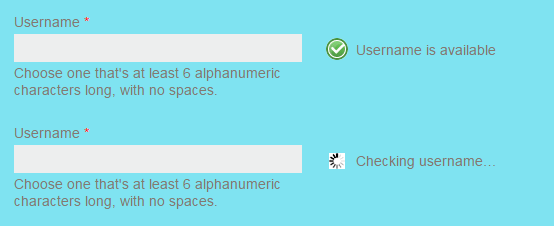 Username *
Username is available
Choose one that's at least 6 alphanumeric
characters long, with no spaces.
Username *
Checking username...
Choose one that's at least 6 alphanumeric
characters long, with no spaces.